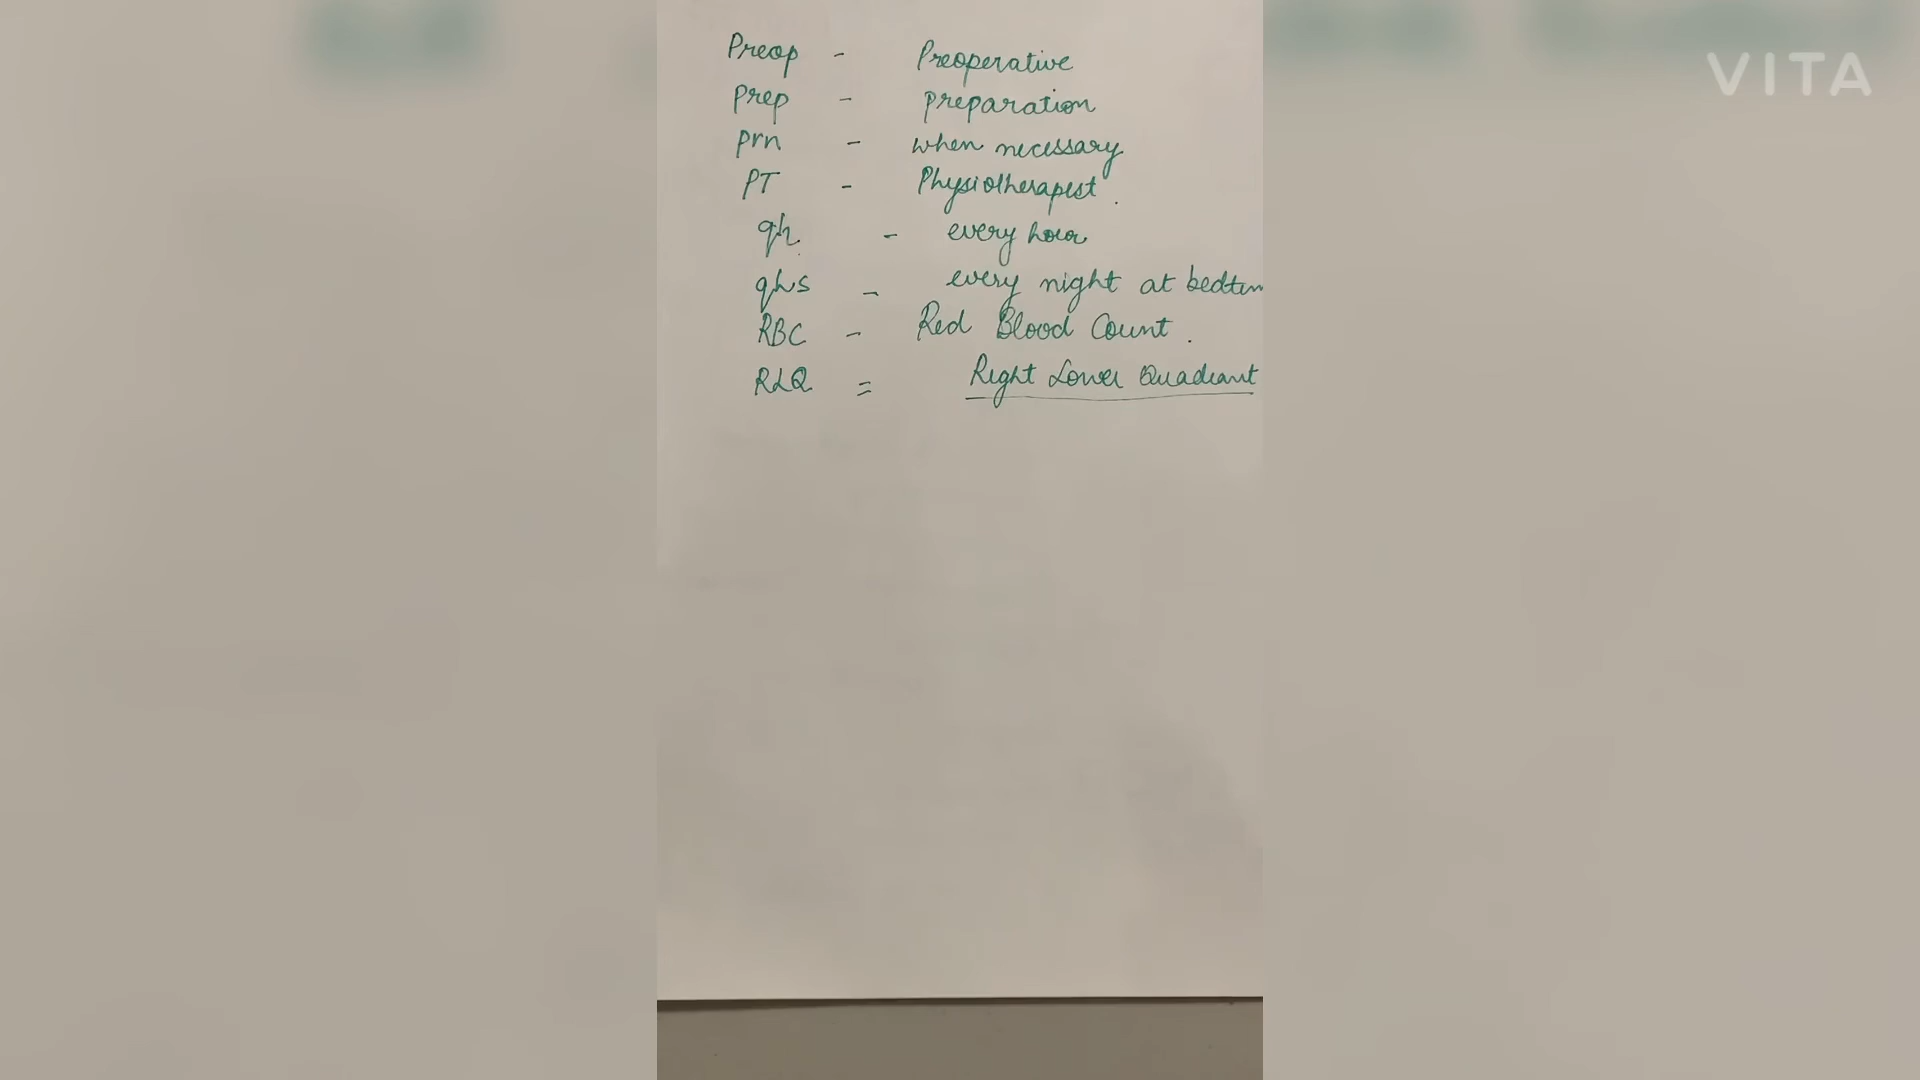 Preop - Preoperative
Prep - preparation
prn - when necessary
PT - Physiotherapist.
qh. - every hour
qhs - every night at bedtim
RBC - Red Blood Count.
RLQ = Right Lower Quadrant
VITA